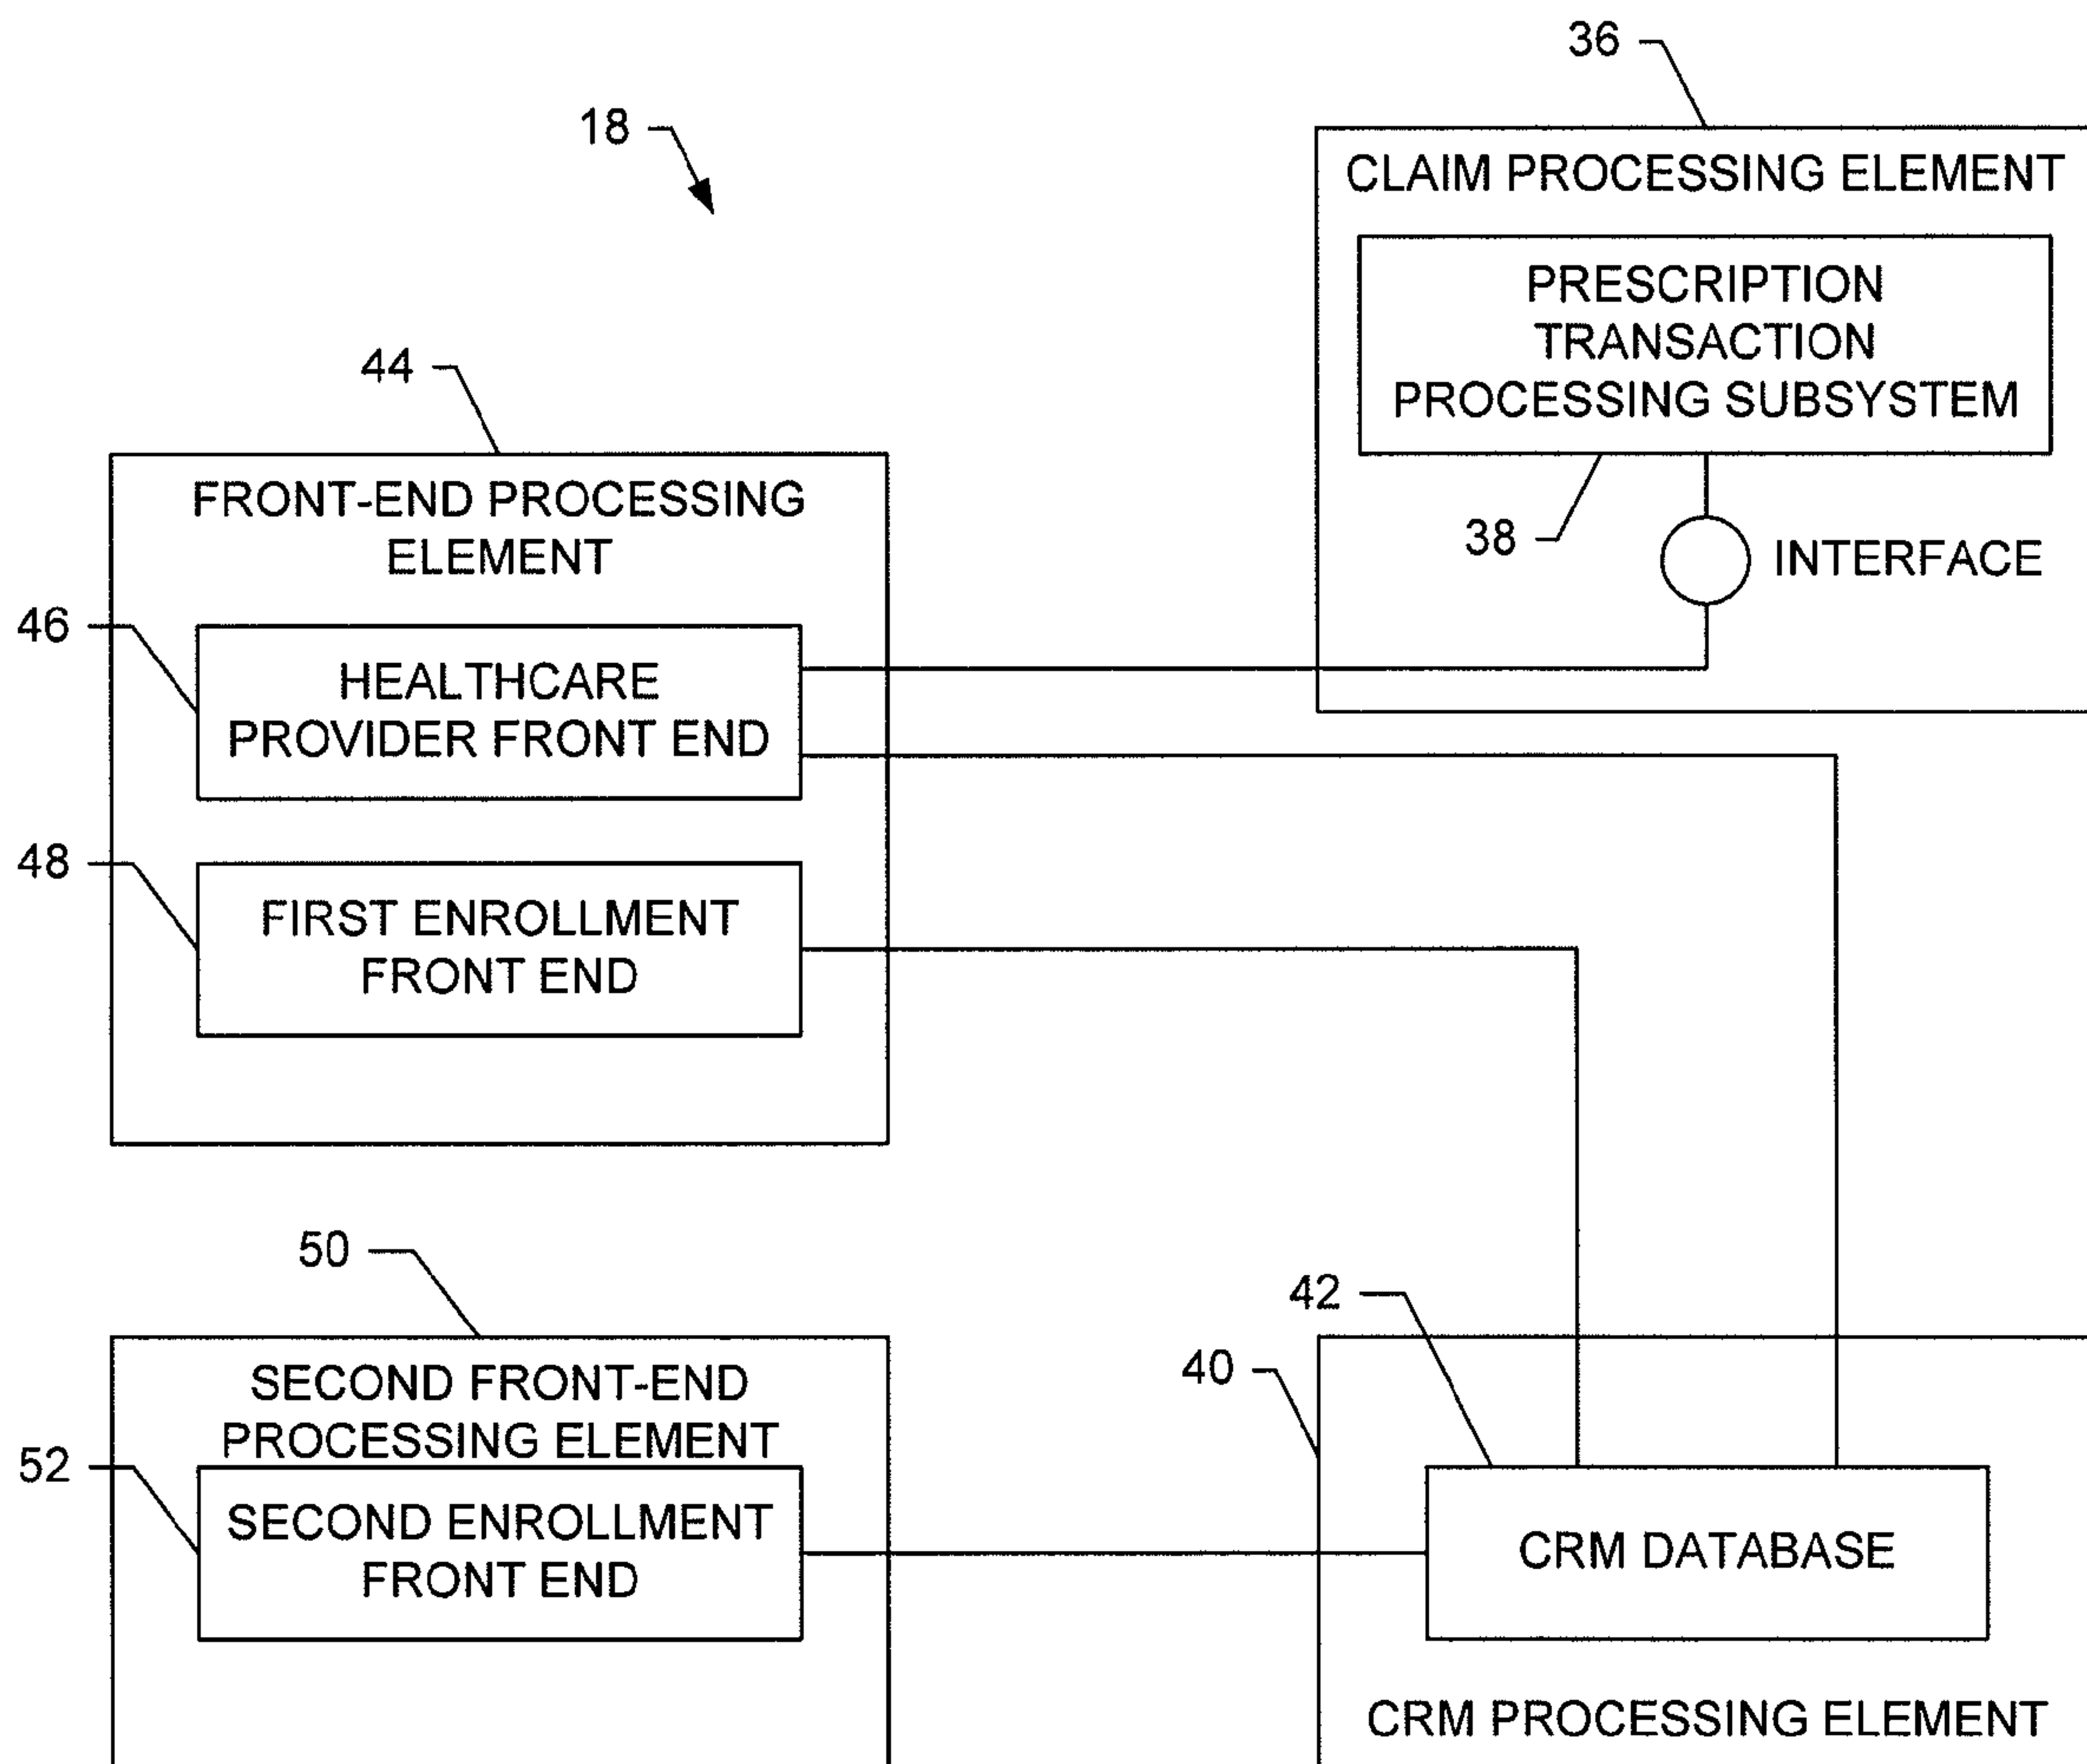 36
18
CLAIM PROCESSING ELEMENT
PRESCRIPTION
TRANSACTION
PROCESSING SUBSYSTEM
38
INTERFACE
44
FRONT-END PROCESSING
ELEMENT
46
HEALTHCARE
PROVIDER FRONT END
48
FIRST ENROLLMENT
FRONT END
50
SECOND FRONT-END
PROCESSING ELEMENT
52
SECOND ENROLLMENT
FRONT END
42
40
CRM DATABASE
CRM PROCESSING ELEMENT